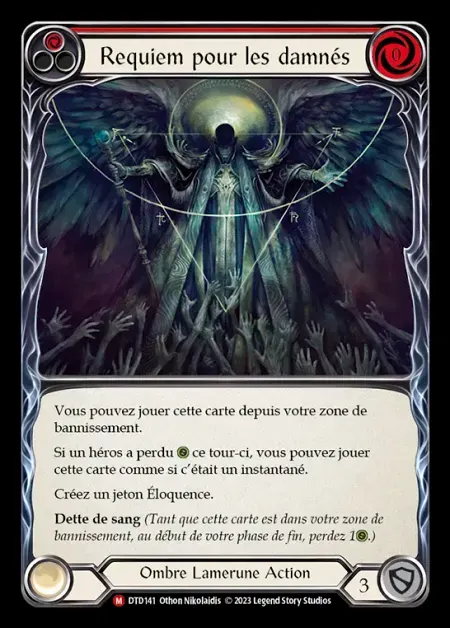 Requiem pour les damnés
0
Vous pouvez jouer cette carte depuis votre zone de
bannissement.
Si un héros a perdu ce tour-ci, vous pouvez jouer
cette carte comme si c'était un instantané.
Créez un jeton Éloquence.
Dette de sang (Tant que cette carte est dans votre zone de
bannissement, au début de votre phase de fin, perdez 1.)
Ombre Lamerune Action
3
M DTD141 Othon Nikolaidis © 2023 Legend Story Studios